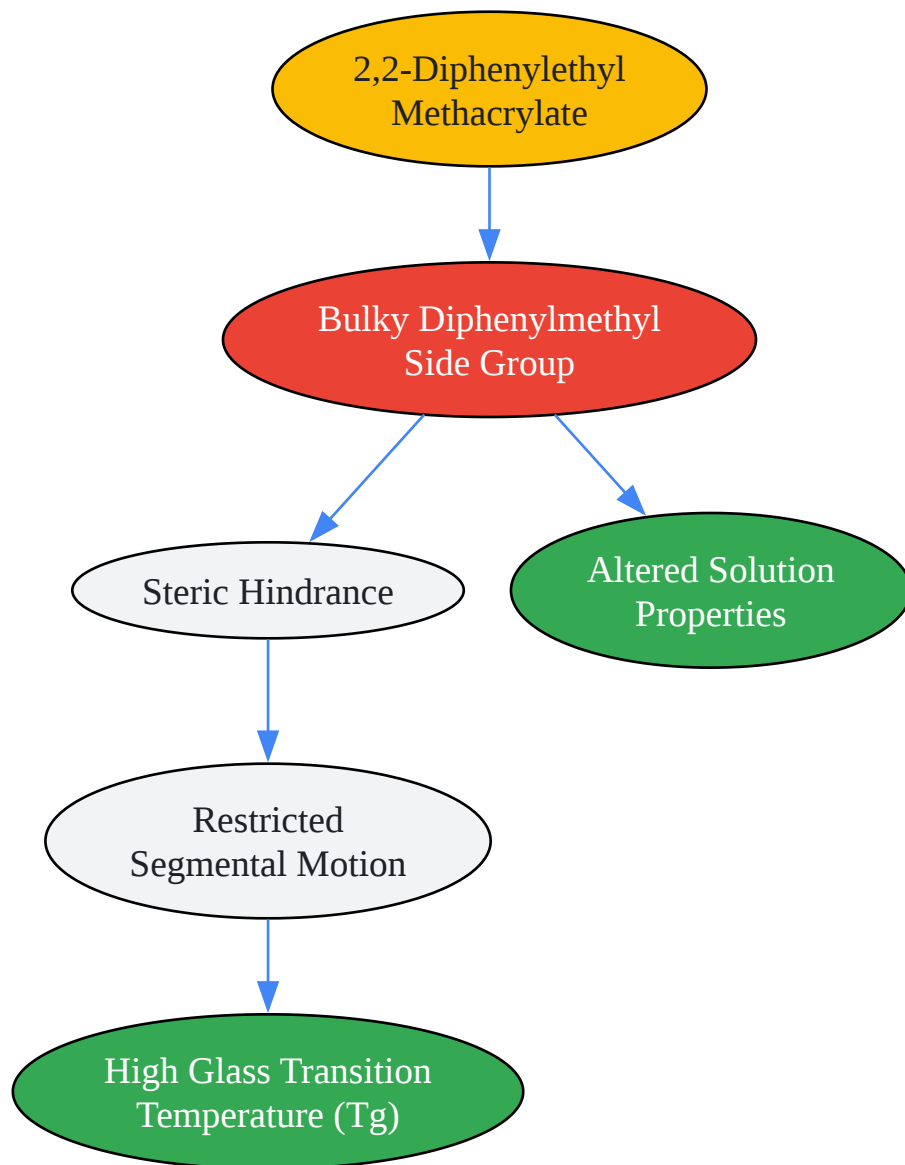 2,2-Diphenylethyl
Methacrylate
Bulky Diphenylmethyl
Side Group
Steric Hindrance
Altered Solution
Properties
Restricted
Segmental Motion
High Glass Transition
Temperature (Tg)